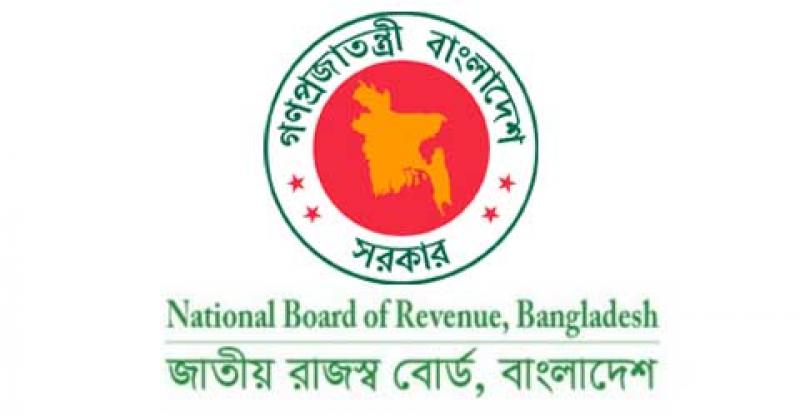 গণপ্রজাতন্ত্রী বাংলাদেশ
সরকার
National Board of Revenue, Bangladesh
জাতীয় রাজস্ব বোর্ড, বাংলাদেশ